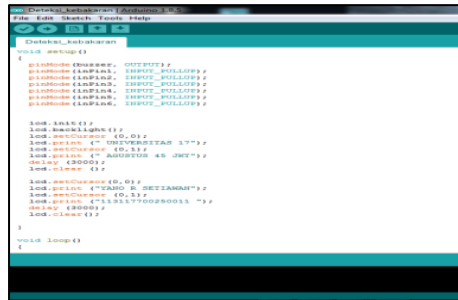 Deteksi_kebakaran | Arduino 1.8.5
File Edit Sketch Tools Help
Deteksi_kebakaran
void setup()
{
pinMode(buzzer, OUTPUT);
pinMode(inPin1, INPUT_PULLUP);
pinMode(inPin2, INPUT_PULLUP);
pinMode(inPin3, INPUT_PULLUP);
pinMode(inPin4, INPUT_PULLUP);
pinMode(inPin5, INPUT_PULLUP);
pinMode(inPin6, INPUT_PULLUP);
lcd.init();
lcd.backlight();
lcd.setCursor (0,0);
lcd.print (" UNIVERSITAS 17");
lcd.setCursor (0,1);
lcd.print (" AGUSTUS 45 JKT");
delay (3000);
lcd.clear ();
lcd.setCursor(0,0);
lcd.print ("YANO R SETIAWAN");
lcd.setCursor (0,1);
lcd.print("113117700250011 ");
delay (3000);
lcd.clear();
}
void loop()
{